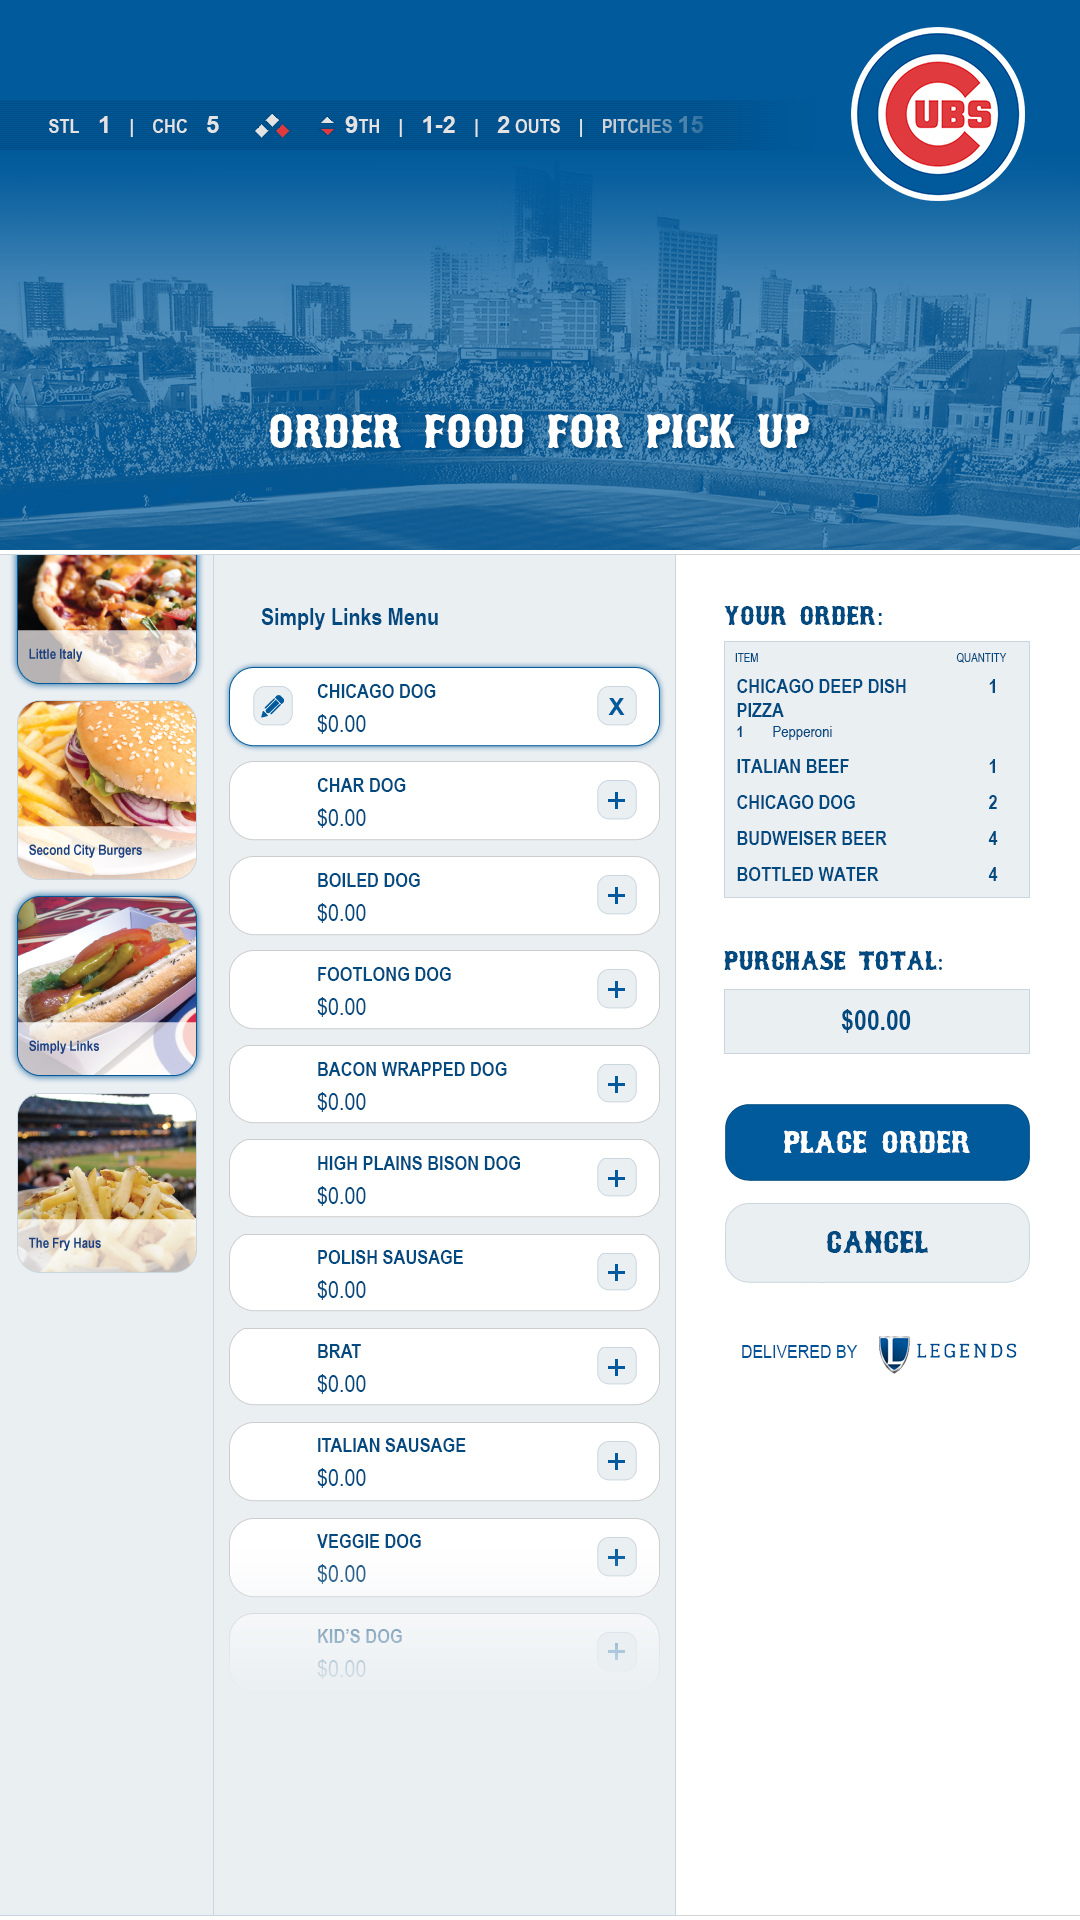 STL 1 | CHC 5 9TH | 1-2 | 2 OUTS | PITCHES 15
CUBS
ORDER FOOD FOR PICK UP
Little Italy
Second City Burgers
Simply Links
The Fry Haus
Simply Links Menu
CHICAGO DOG
$0.00
X
CHAR DOG
$0.00
+
BOILED DOG
$0.00
+
FOOTLONG DOG
$0.00
+
BACON WRAPPED DOG
$0.00
+
HIGH PLAINS BISON DOG
$0.00
+
POLISH SAUSAGE
$0.00
+
BRAT
$0.00
+
ITALIAN SAUSAGE
$0.00
+
VEGGIE DOG
$0.00
+
KID'S DOG
$0.00
+
YOUR ORDER:
ITEM QUANTITY
CHICAGO DEEP DISH 1
PIZZA
1 Pepperoni
ITALIAN BEEF 1
CHICAGO DOG 2
BUDWEISER BEER 4
BOTTLED WATER 4
PURCHASE TOTAL:
$00.00
PLACE ORDER
CANCEL
DELIVERED BY L LEGENDS